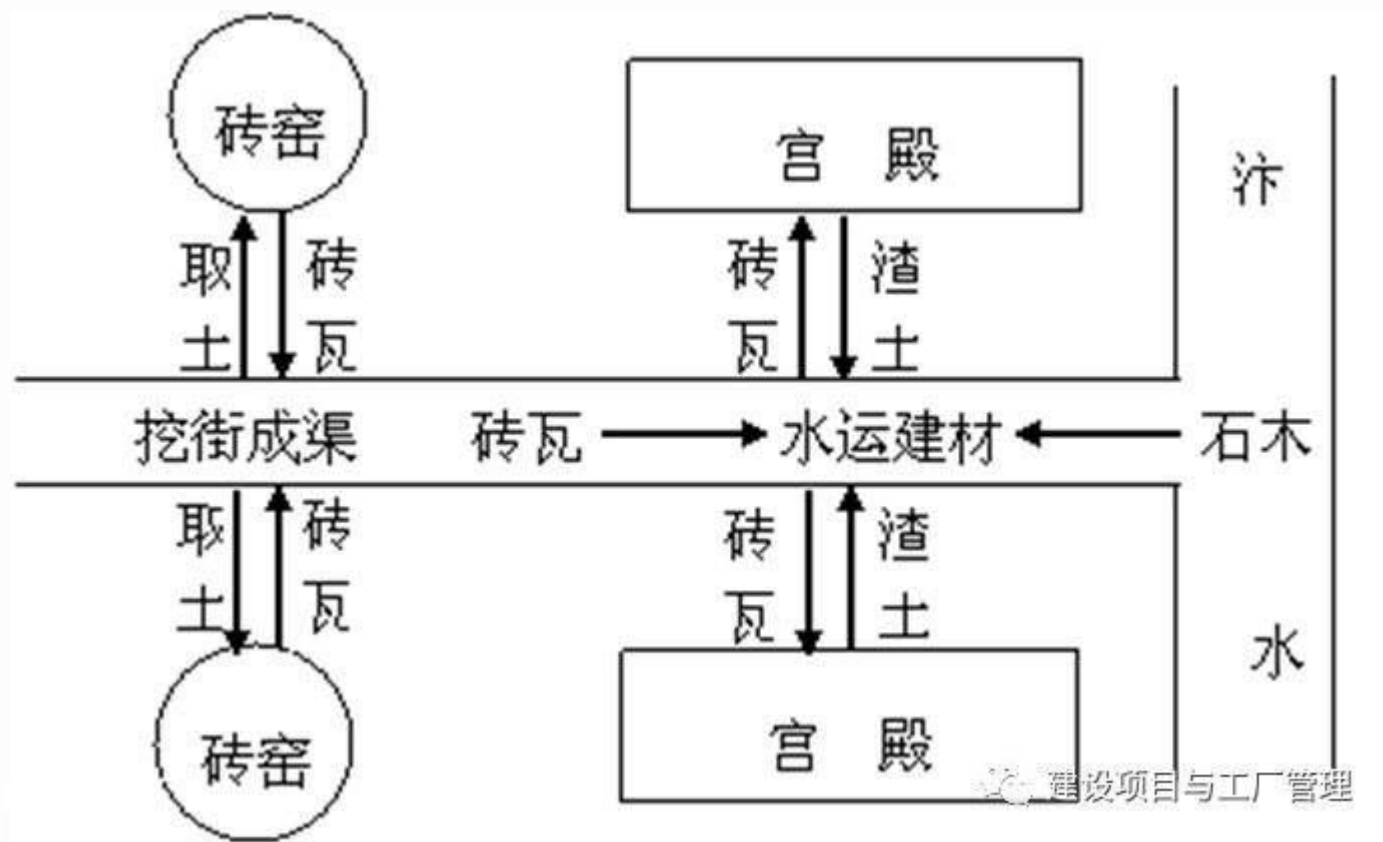 砖窑
宫 殿
汴水
取土
砖瓦
砖瓦
渣土
挖街成渠
砖瓦
水运建材
石木
取土
砖瓦
砖瓦
渣土
砖窑
宫 殿
建设项目与工厂管理